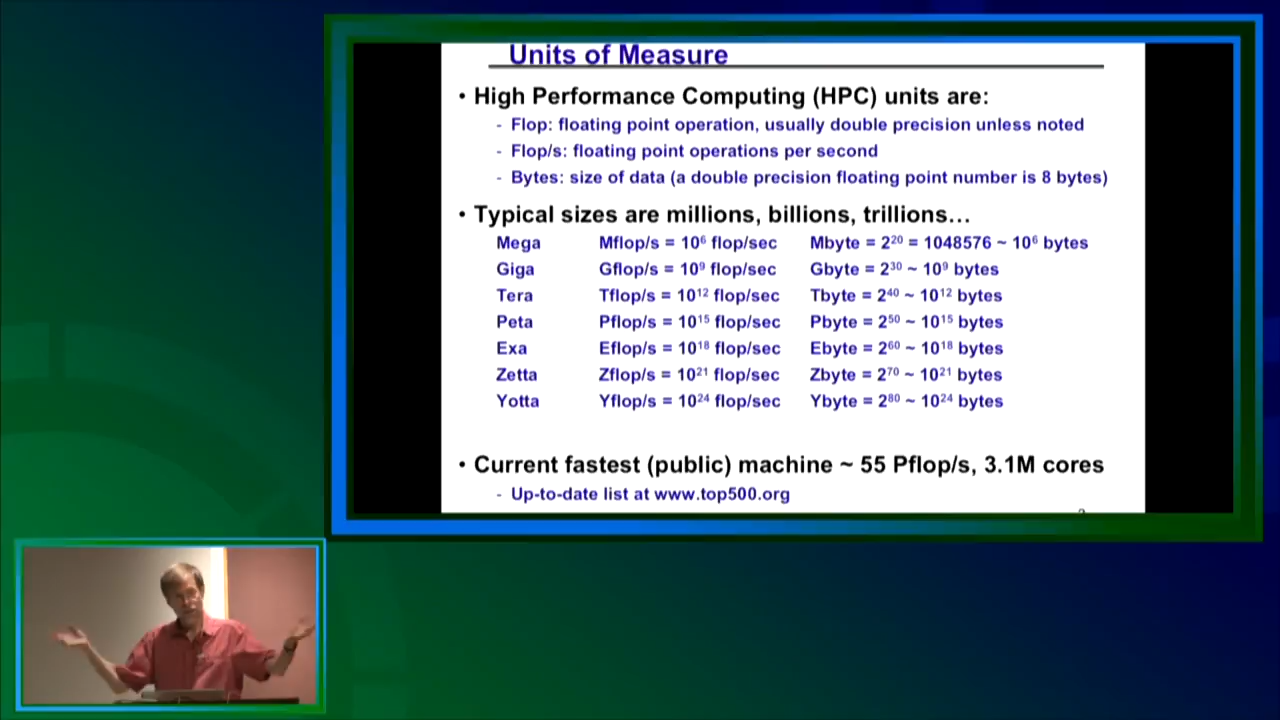 Units of Measure
• High Performance Computing (HPC) units are:
- Flop: floating point operation, usually double precision unless noted
- Flop/s: floating point operations per second
- Bytes: size of data (a double precision floating point number is 8 bytes)
• Typical sizes are millions, billions, trillions…
Mega Mflop/s = 10⁶ flop/sec Mbyte = 2²⁰ = 1048576 ~ 10⁶ bytes
Giga Gflop/s = 10⁹ flop/sec Gbyte = 2³⁰ ~ 10⁹ bytes
Tera Tflop/s = 10¹² flop/sec Tbyte = 2⁴⁰ ~ 10¹² bytes
Peta Pflop/s = 10¹⁵ flop/sec Pbyte = 2⁵⁰ ~ 10¹⁵ bytes
Exa Eflop/s = 10¹⁸ flop/sec Ebyte = 2⁶⁰ ~ 10¹⁸ bytes
Zetta Zflop/s = 10²¹ flop/sec Zbyte = 2⁷⁰ ~ 10²¹ bytes
Yotta Yflop/s = 10²⁴ flop/sec Ybyte = 2⁸⁰ ~ 10²⁴ bytes
• Current fastest (public) machine ~ 55 Pflop/s, 3.1M cores
- Up-to-date list at www.top500.org